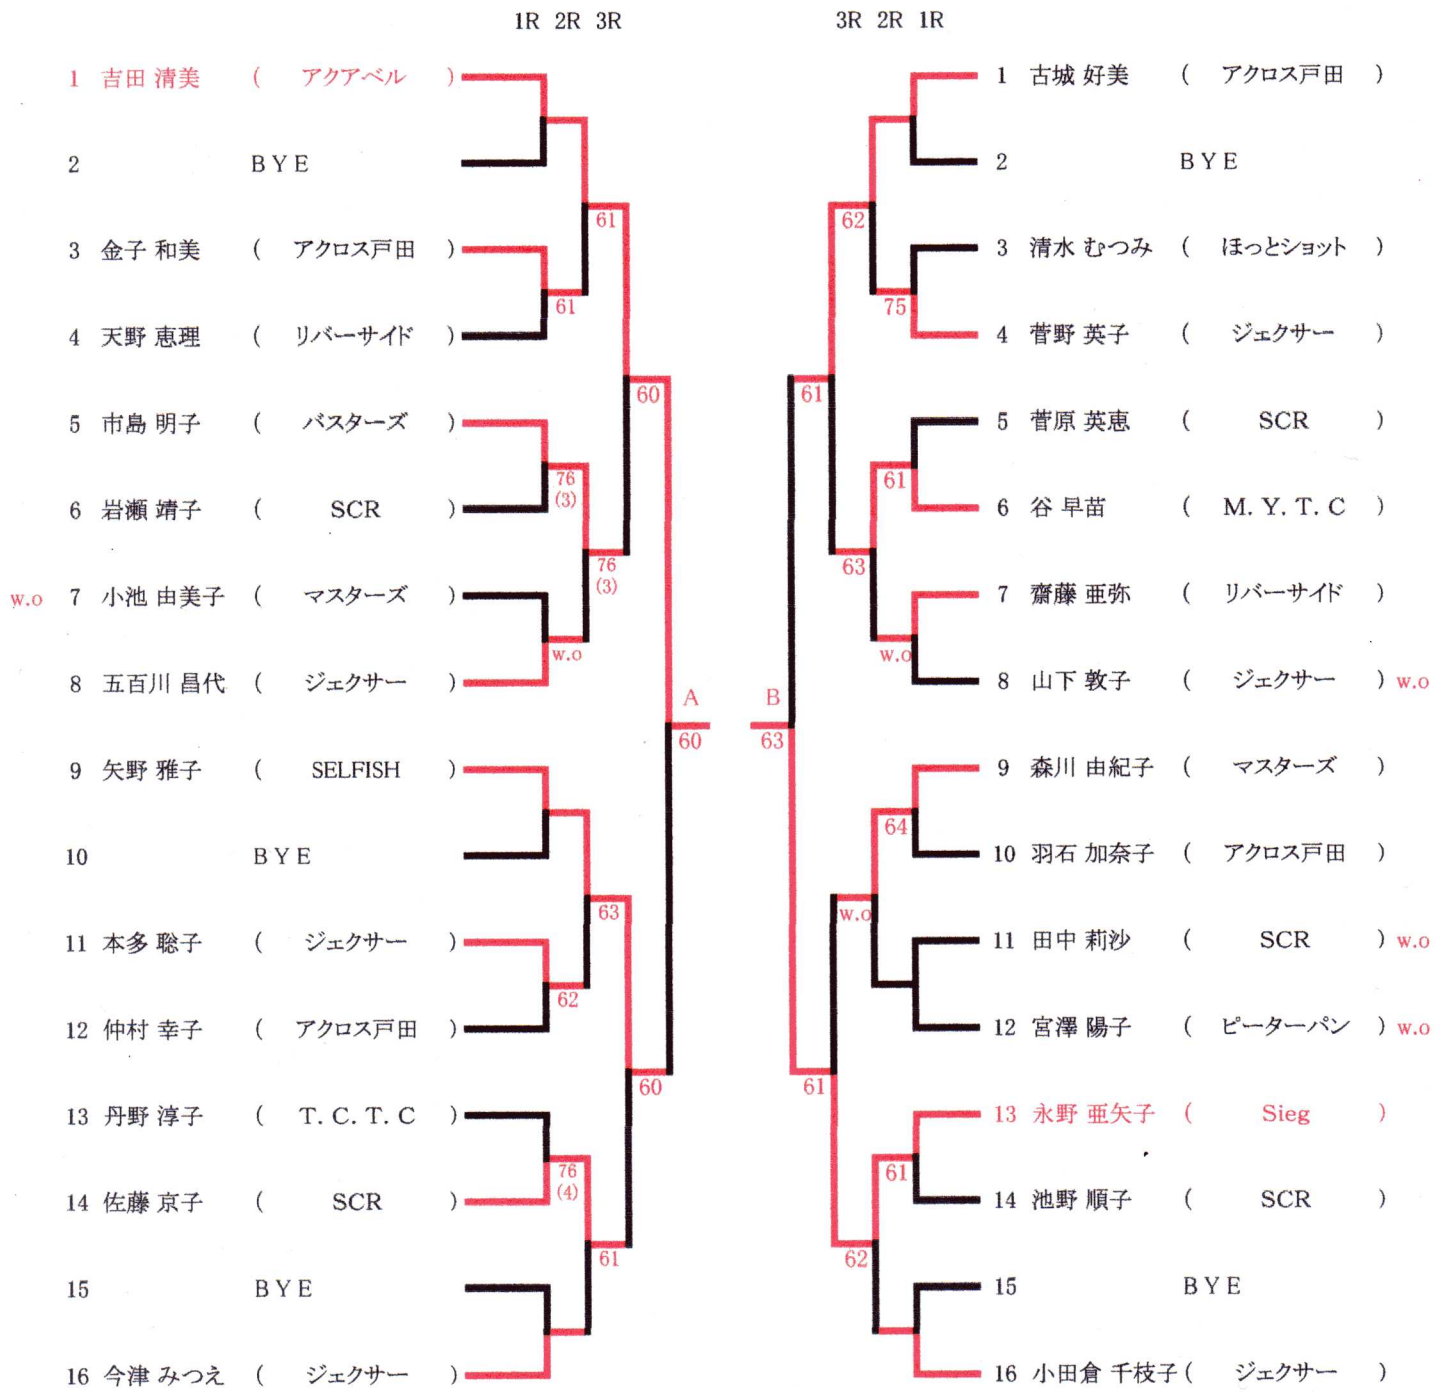 1R 2R 3R 3R 2R 1R
1 吉田 清美 ( アクアベル ) 1 古城 好美 ( アクロス戸田 )
2 BYE 2 BYE
61 62
3 金子 和美 ( アクロス戸田 ) 3 清水 むつみ ( ほっとショット )
61 75
4 天野 恵理 ( リバーサイド ) 4 菅野 英子 ( ジェクサー )
60 61
5 市島 明子 ( バスターズ ) 5 菅原 英恵 ( SCR )
76 (3) 61
6 岩瀬 靖子 ( SCR ) 6 谷 早苗 ( M.Y.T.C )
76 (3) 63
w.o 7 小池 由美子 ( マスターズ ) 7 齋藤 亜弥 ( リバーサイド )
w.o w.o
8 五百川 昌代 ( ジェクサー ) 8 山下 敦子 ( ジェクサー ) w.o
A B
60 63
9 矢野 雅子 ( SELFISH ) 9 森川 由紀子 ( マスターズ )
64
10 BYE 10 羽石 加奈子 ( アクロス戸田 )
63 w.o
11 本多 聡子 ( ジェクサー ) 11 田中 莉沙 ( SCR ) w.o
62
12 仲村 幸子 ( アクロス戸田 ) 12 宮澤 陽子 ( ピーターパン ) w.o
60 61
13 丹野 淳子 ( T.C.T.C ) 13 永野 亜矢子 ( Sieg )
76 (4) 61
14 佐藤 京子 ( SCR ) 14 池野 順子 ( SCR )
61 62
15 BYE 15 BYE
16 今津 みつえ ( ジェクサー ) 16 小田倉 千枝子 ( ジェクサー )